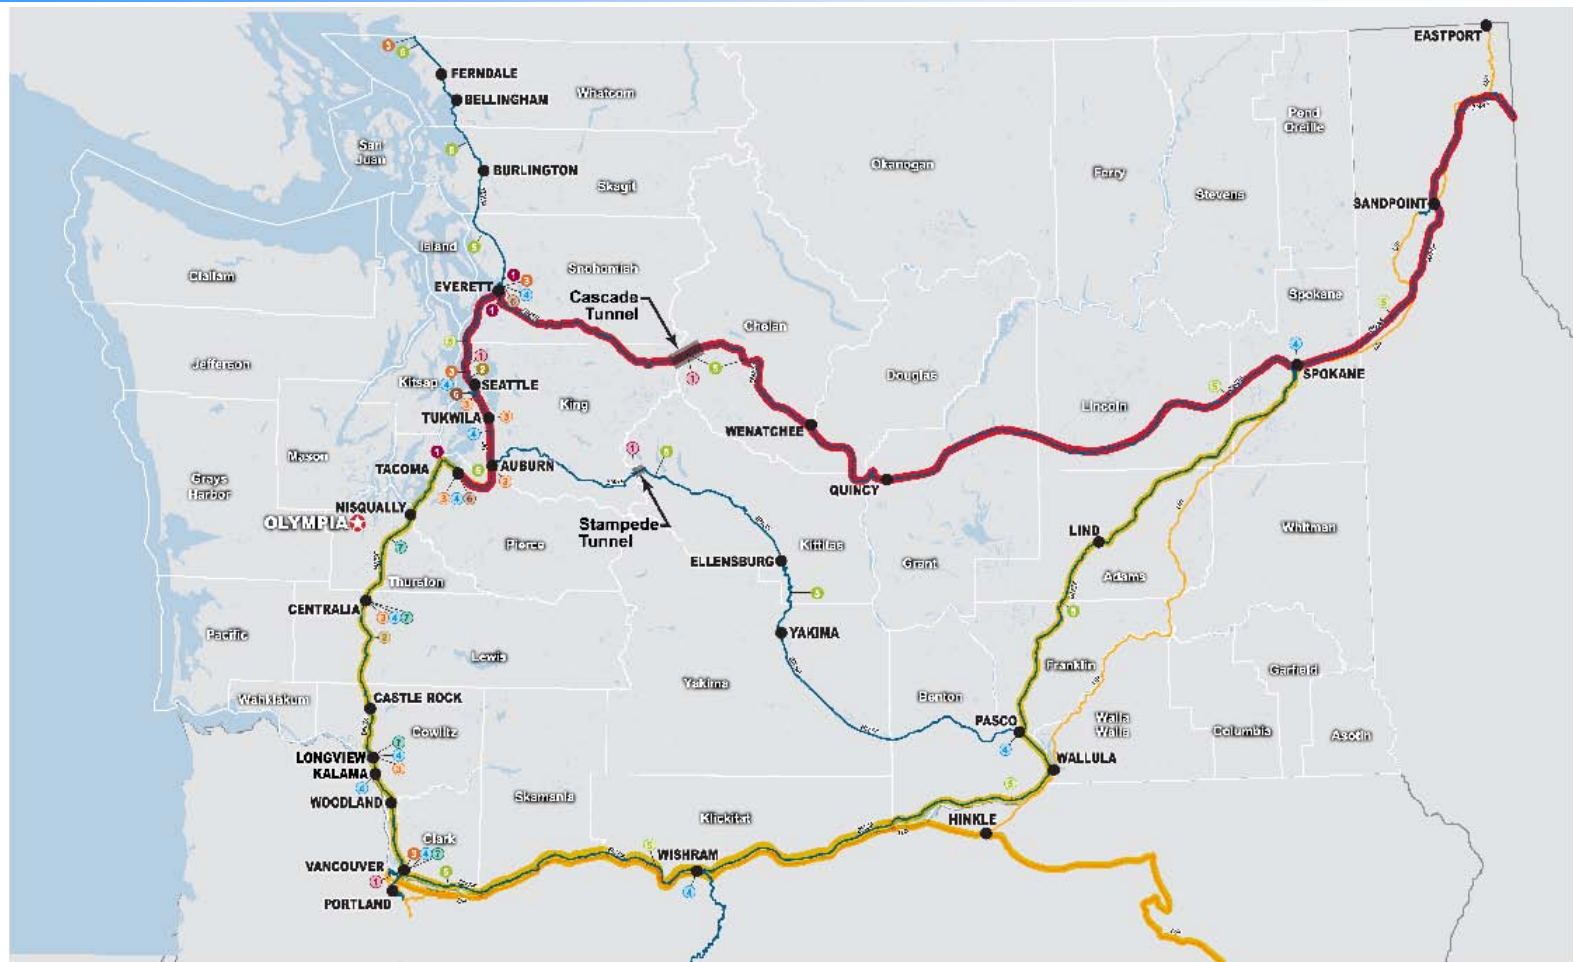 EASTPORT
FERNDALE
BELLINGHAM
Whatcom
Pend
Oreille
San
Juan
BURLINGTON
Skagit
Okanogan
Ferry
Stevens
SANDPOINT
Island
Snohomish
Clallam
EVERETT
Cascade
Tunnel
Chelan
Spokane
Jefferson
Kitsap
SEATTLE
King
Douglas
Lincoln
SPOKANE
TUKWILA
WENATCHEE
Mason
TACOMA
AUBURN
Grays
Harbor
QUINCY
NISQUALLY
OLYMPIA
Stampede
Tunnel
Pierce
Kittitas
LIND
Whitman
ELLENSBURG
Grant
Adams
Thurston
CENTRALIA
Pacific
YAKIMA
Lewis
Yakima
Franklin
Garfield
Wahkiakum
CASTLE ROCK
Benton
Cowlitz
PASCO
Walla
Walla
Columbia
Asotin
LONGVIEW
KALAMA
WALLULA
WOODLAND
Skamania
Klickitat
HINKLE
Clark
VANCOUVER
WISHRAM
PORTLAND